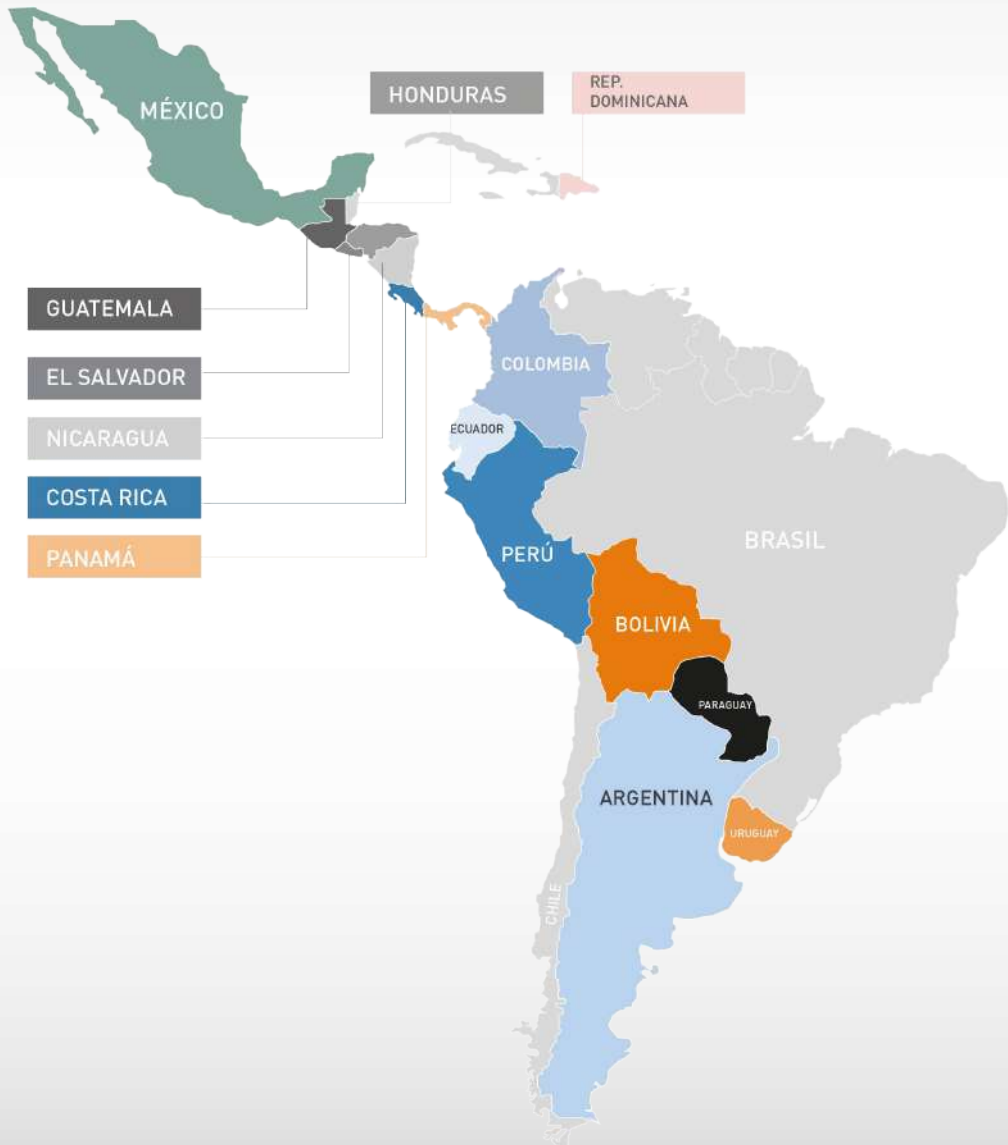 MÉXICO
HONDURAS
REP.
DOMINICANA
GUATEMALA
EL SALVADOR
NICARAGUA
COSTA RICA
PANAMÁ
COLOMBIA
ECUADOR
PERÚ
BRASIL
BOLIVIA
PARAGUAY
ARGENTINA
URUGUAY
CHILE